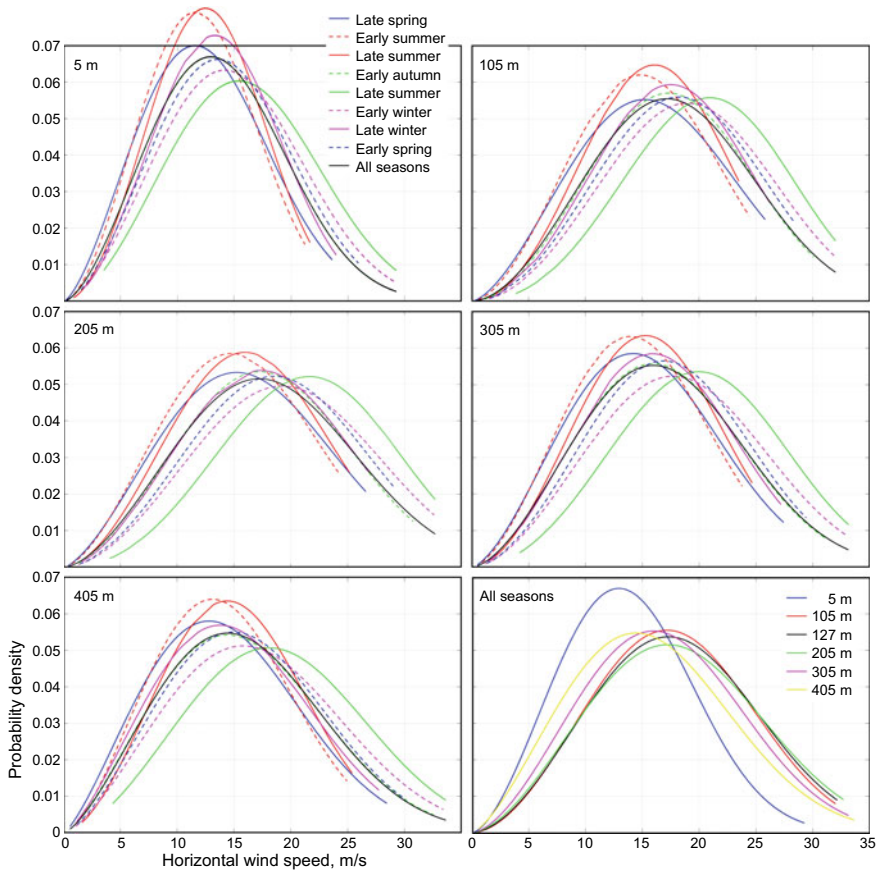 Late spring
Early summer
Late summer
Early autumn
Late summer
Early winter
Late winter
Early spring
All seasons
0.07
0.06
0.05
0.04
0.03
0.02
0.01
5 m
105 m
0.07
0.06
0.05
0.04
0.03
0.02
0.01
205 m
305 m
0.07
0.06
0.05
0.04
0.03
0.02
0.01
0
405 m
All seasons
5 m
105 m
127 m
205 m
305 m
405 m
Probability density
0 5 10 15 20 25 30 0 5 10 15 20 25 30 35
Horizontal wind speed, m/s